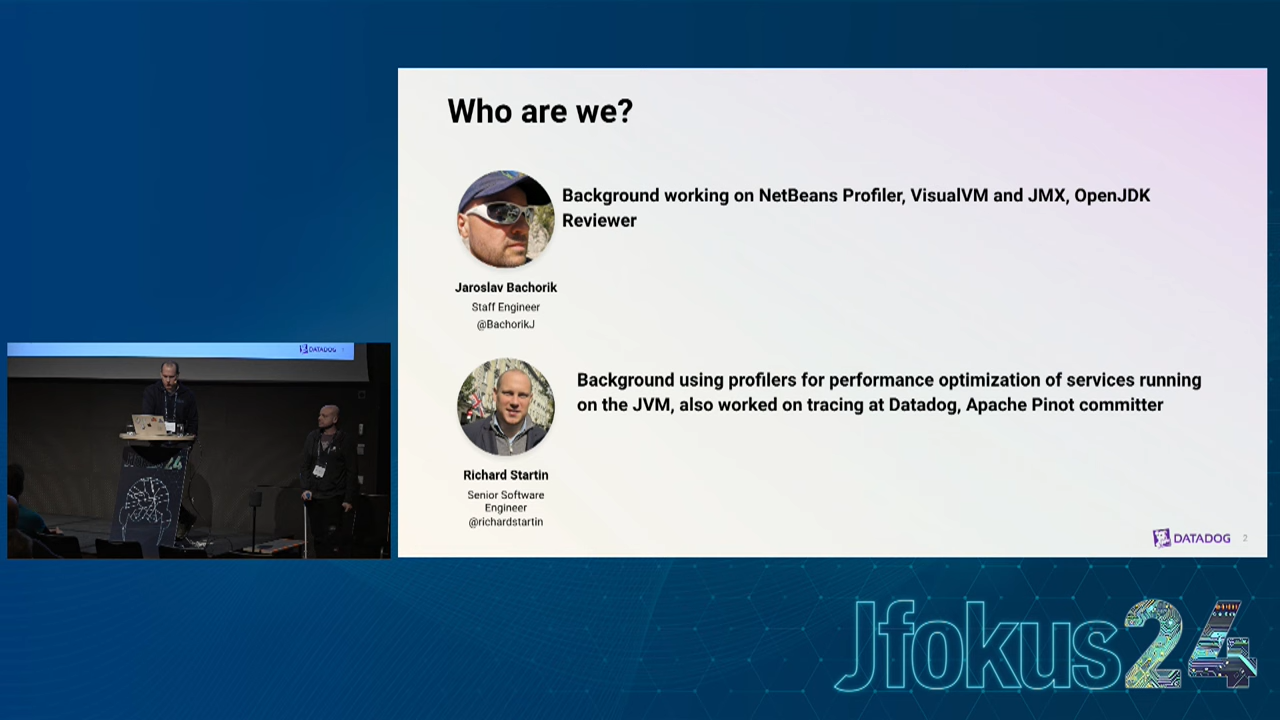 Who are we?
Background working on NetBeans Profiler, VisualVM and JMX, OpenJDK
Reviewer
Jaroslav Bachorik
Staff Engineer
@BachorikJ
Background using profilers for performance optimization of services running
on the JVM, also worked on tracing at Datadog, Apache Pinot committer
Richard Startin
Senior Software
Engineer
@richardstartin
DATADOG 2
DATADOG
Jfokus24
Jfokus24